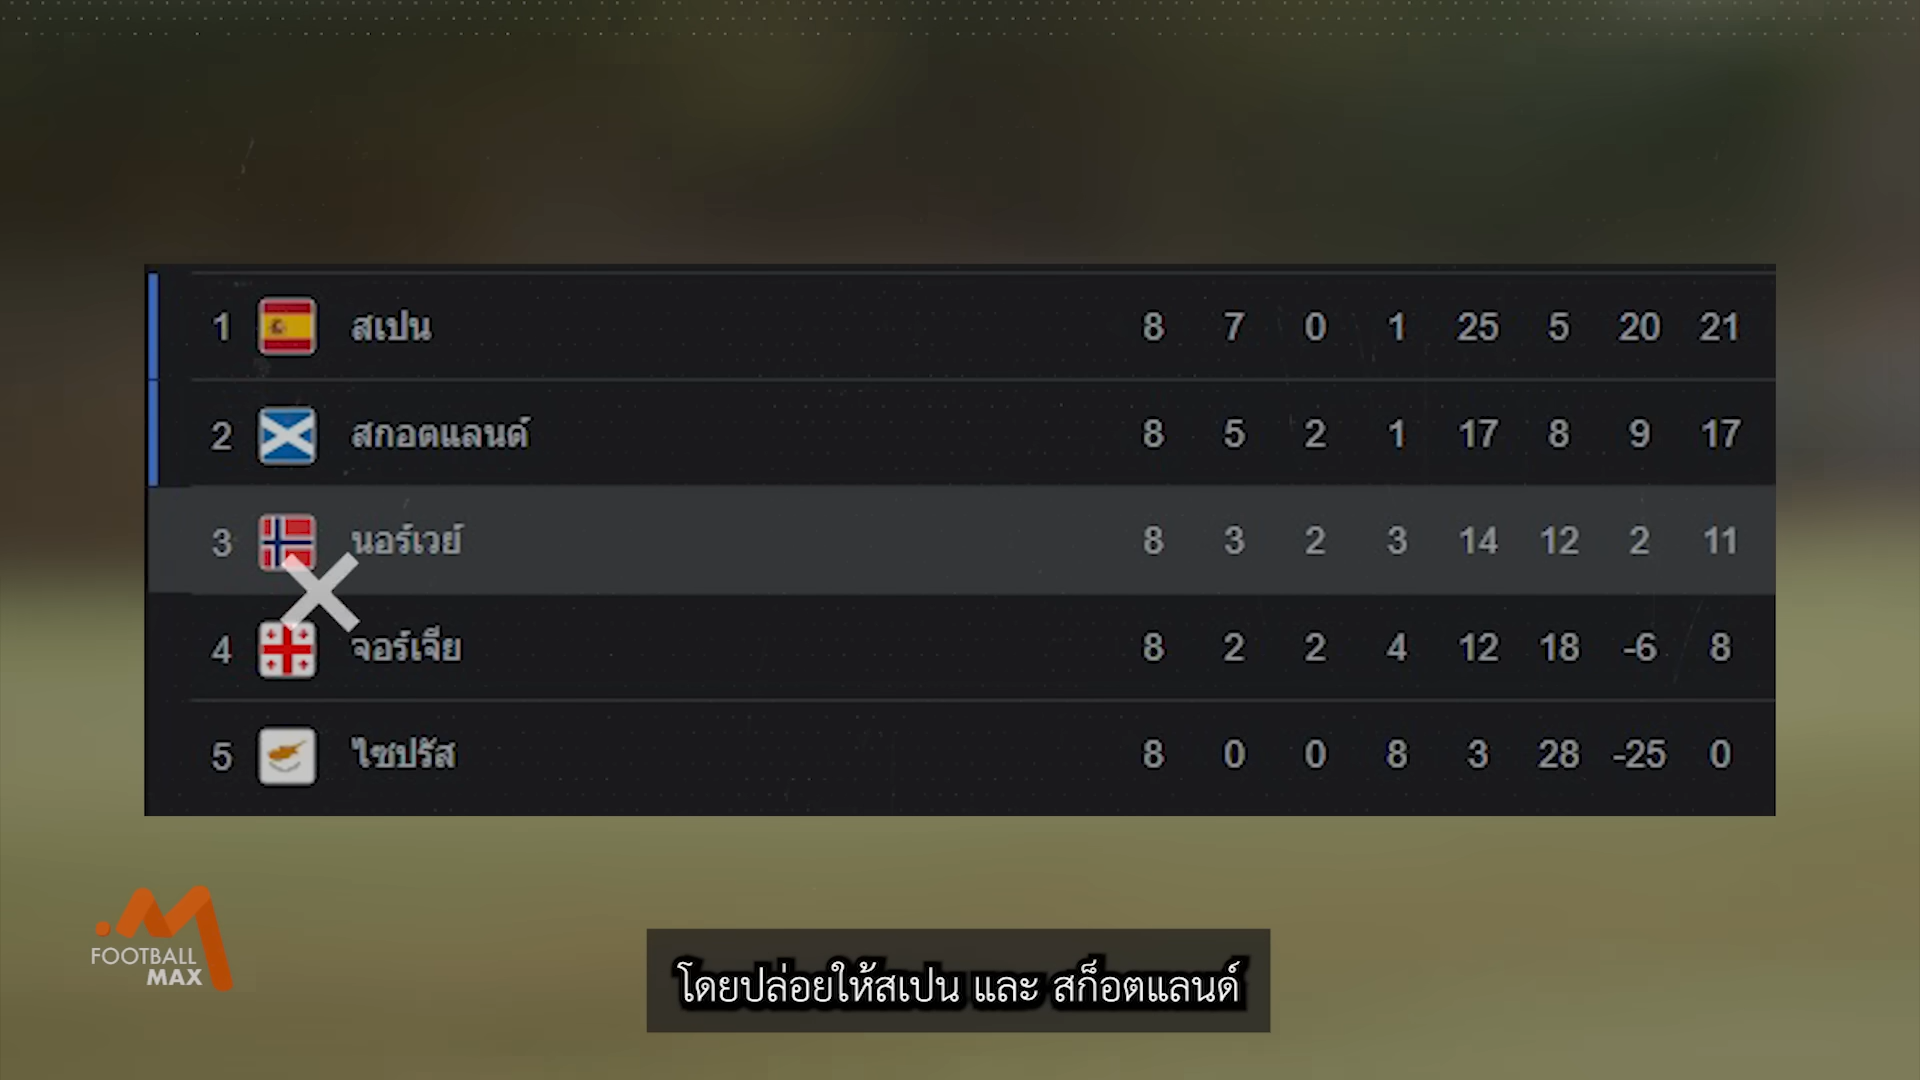 1 สเปน 8 7 0 1 25 5 20 21
2 สกอตแลนด์ 8 5 2 1 17 8 9 17
3 นอร์เวย์ 8 3 2 3 14 12 2 11
4 จอร์เจีย 8 2 2 4 12 18 -6 8
5 ไซปรัส 8 0 0 8 3 28 -25 0
FOOTBALL
MAX
โดยปล่อยให้สเปน และ สก็อตแลนด์